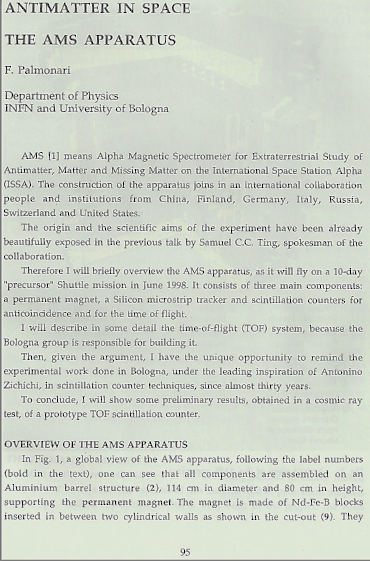 ANTIMATTER IN SPACE
THE AMS APPARATUS
F. Palmonari
Department of Physics
INFN and University of Bologna
AMS [1] means Alpha Magnetic Spectrometer for Extraterrestrial Study of
Antimatter, Matter and Missing Matter on the International Space Station Alpha
(ISSA). The construction of the apparatus joins in an international collaboration
people and institutions from China, Finland, Germany, Italy, Russia,
Switzerland and United States.
The origin and the scientific aims of the experiment have been already
beautifully exposed in the previous talk by Samuel C.C. Ting, spokesman of the
collaboration.
Therefore I will briefly overview the AMS apparatus, as it will fly on a 10-day
"precursor" Shuttle mission in June 1998. It consists of three main components:
a permanent magnet, a Silicon microstrip tracker and scintillation counters for
anticoincidence and for the time of flight.
I will describe in some detail the time-of-flight (TOF) system, because the
Bologna group is responsible for building it.
Then, given the argument, I have the unique opportunity to remind the
experimental work done in Bologna, under the leading inspiration of Antonino
Zichichi, in scintillation counter techniques, since almost thirty years.
To conclude, I will show some preliminary results, obtained in a cosmic ray
test, of a prototype TOF scintillation counter.
OVERVIEW OF THE AMS APPARATUS
In Fig. 1, a global view of the AMS apparatus, following the label numbers
(bold in the text), one can see that all components are assembled on an
Aluminium barrel structure (2), 114 cm in diameter and 80 cm in height,
supporting the permanent magnet. The magnet is made of Nd-Fe-B blocks
inserted in between two cylindrical walls as shown in the cut-out (9). They
95